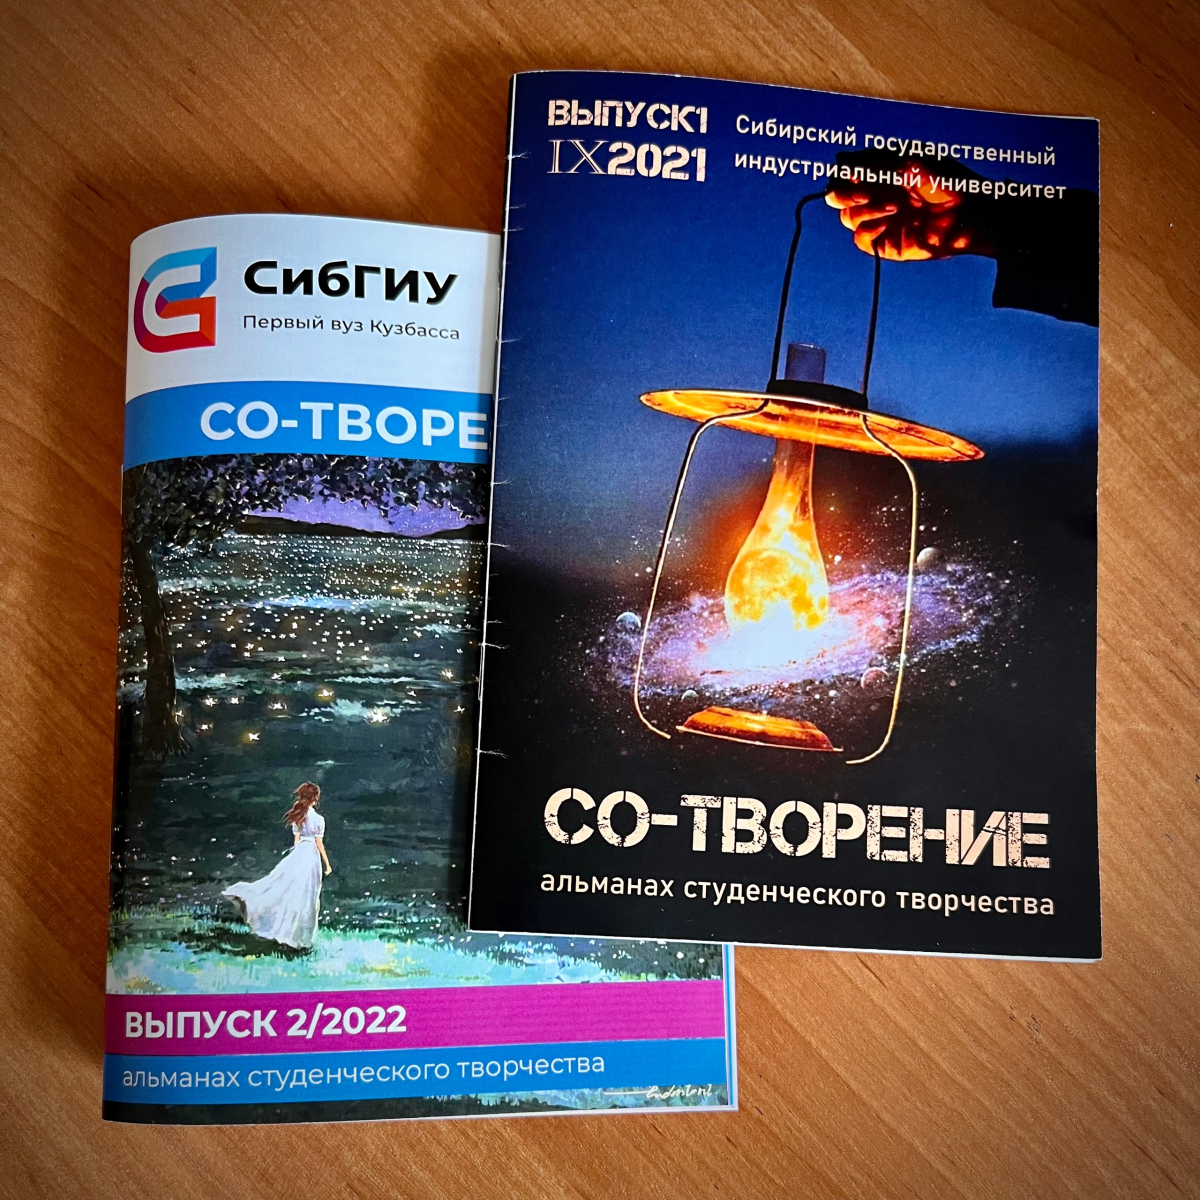 ВЫПУСК1
IX2021
Сибирский государственный
индустриальный университет
СО-ТВОРЕНИЕ
альманах студенческого творчества
СибГИУ
Первый вуз Кузбасса
СО-ТВОРЕ
ВЫПУСК 2/2022
альманах студенческого творчества